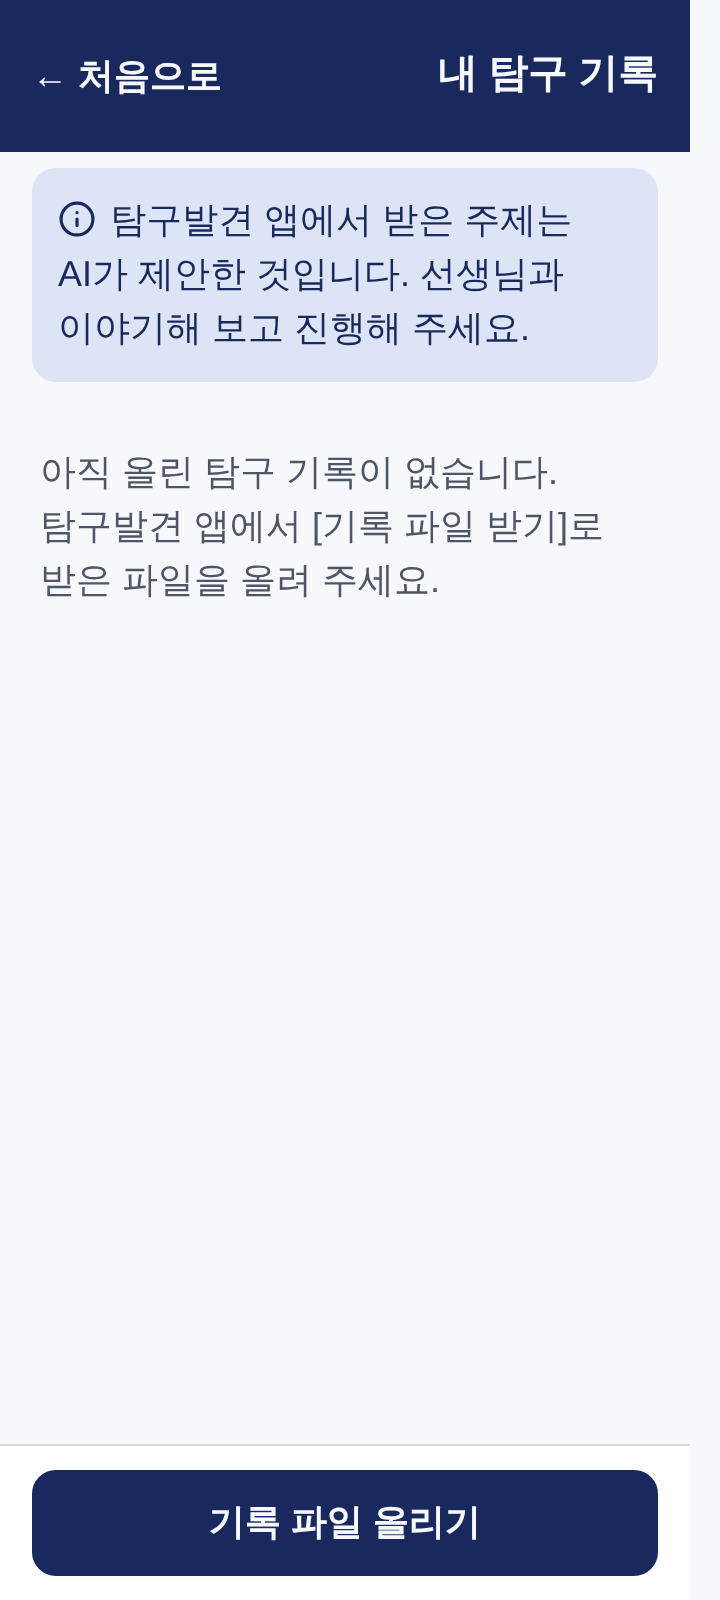 ← 처음으로
내 탐구 기록
탐구발견 앱에서 받은 주제는
AI가 제안한 것입니다. 선생님과
이야기해 보고 진행해 주세요.
아직 올린 탐구 기록이 없습니다.
탐구발견 앱에서 [기록 파일 받기]로
받은 파일을 올려 주세요.
기록 파일 올리기